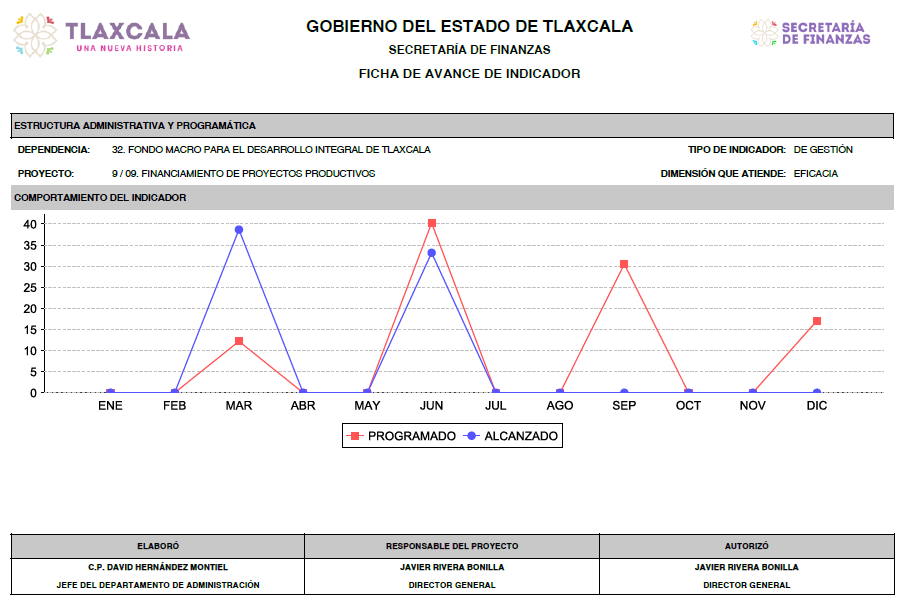 TLAXCALA
UNA NUEVA HISTORIA
GOBIERNO DEL ESTADO DE TLAXCALA
SECRETARÍA DE FINANZAS
FICHA DE AVANCE DE INDICADOR
SECRETARÍA
DE FINANZAS
ESTRUCTURA ADMINISTRATIVA Y PROGRAMÁTICA
DEPENDENCIA: 32. FONDO MACRO PARA EL DESARROLLO INTEGRAL DE TLAXCALA TIPO DE INDICADOR: DE GESTIÓN
PROYECTO: 9 / 09. FINANCIAMIENTO DE PROYECTOS PRODUCTIVOS DIMENSIÓN QUE ATIENDE: EFICACIA
COMPORTAMIENTO DEL INDICADOR
40
35
30
25
20
15
10
5
0
ENE FEB MAR ABR MAY JUN JUL AGO SEP OCT NOV DIC
PROGRAMADO ALCANZADO
ELABORÓ RESPONSABLE DEL PROYECTO AUTORIZÓ
C.P. DAVID HERNÁNDEZ MONTIEL JAVIER RIVERA BONILLA JAVIER RIVERA BONILLA
JEFE DEL DEPARTAMENTO DE ADMINISTRACIÓN DIRECTOR GENERAL DIRECTOR GENERAL